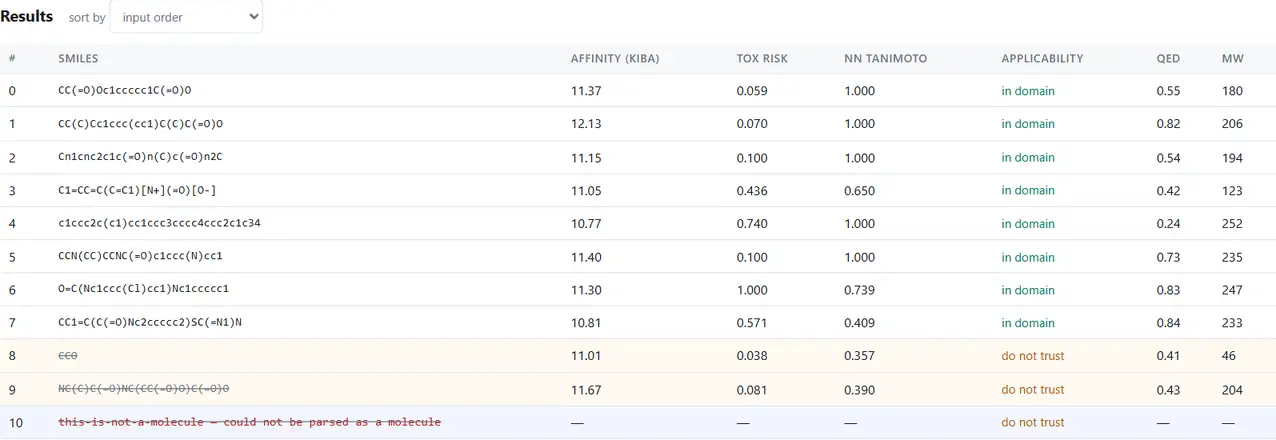 Results sort by input order
# SMILES AFFINITY (KIBA) TOX RISK NN TANIMOTO APPLICABILITY QED MW
0 CC(=O)Oc1ccccc1C(=O)O 11.37 0.059 1.000 in domain 0.55 180
1 CC(C)Cc1ccc(cc1)C(C)C(=O)O 12.13 0.070 1.000 in domain 0.82 206
2 Cn1cnc2c1c(=O)n(C)c(=O)n2C 11.15 0.100 1.000 in domain 0.54 194
3 C1=CC=C(C=C1)[N+](=O)[O-] 11.05 0.436 0.650 in domain 0.42 123
4 c1ccc2c(c1)cc1ccc3cccc4ccc2c1c34 10.77 0.740 1.000 in domain 0.24 252
5 CCN(CC)CCNC(=O)c1ccc(N)cc1 11.40 0.100 1.000 in domain 0.73 235
6 O=C(Nc1ccc(Cl)cc1)Nc1ccccc1 11.30 1.000 0.739 in domain 0.83 247
7 CC1=C(C(=O)Nc2ccccc2)SC(=N1)N 10.81 0.571 0.409 in domain 0.84 233
8 CCO 11.01 0.038 0.357 do not trust 0.41 46
9 NC(C)C(=O)NC(CC(=O)O)C(=O)O 11.67 0.081 0.390 do not trust 0.43 204
10 this-is-not-a-molecule — could not be parsed as a molecule — — — do not trust — —